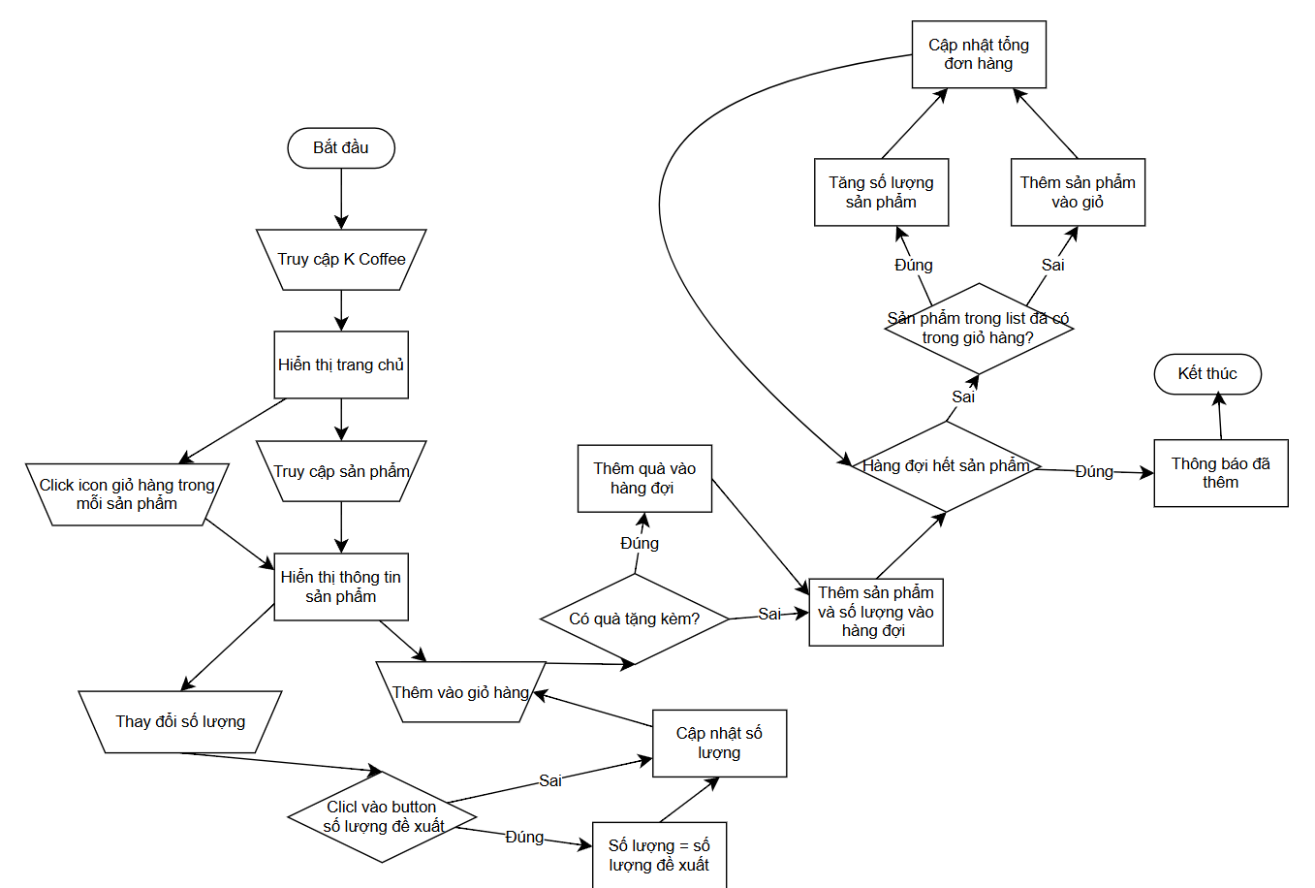 Bắt đầu
Truy cập K Coffee
Hiển thị trang chủ
Click icon giỏ hàng trong
mỗi sản phẩm
Truy cập sản phẩm
Hiển thị thông tin
sản phẩm
Thay đổi số lượng
Thêm vào giỏ hàng
Clicl vào button
số lượng đề xuất
Sai
Đúng
Số lượng = số
lượng đề xuất
Cập nhật số
lượng
Có quà tặng kèm?
Đúng
Sai
Thêm quà vào
hàng đợi
Thêm sản phẩm
và số lượng vào
hàng đợi
Hàng đợi hết sản phẩm
Sai
Đúng
Sản phẩm trong list đã có
trong giỏ hàng?
Đúng
Sai
Tăng số lượng
sản phẩm
Thêm sản phẩm
vào giỏ
Cập nhật tổng
đơn hàng
Thông báo đã
thêm
Kết thúc